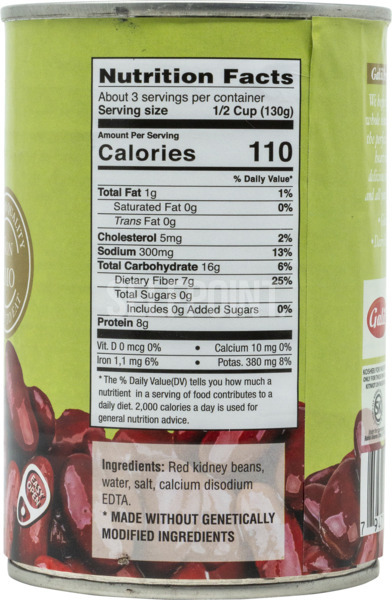 Nutrition Facts
About 3 servings per container
Serving size 1/2 Cup (130g)
Amount Per Serving
Calories 110
% Daily Value*
Total Fat 1g 1%
Saturated Fat 0g 0%
Trans Fat 0g
Cholesterol 5mg 2%
Sodium 300mg 13%
Total Carbohydrate 16g 6%
Dietary Fiber 7g 25%
Total Sugars 0g
Includes 0g Added Sugars 0%
Protein 8g
Vit. D 0 mcg 0% • Calcium 10 mg 0%
Iron 1,1 mg 6% • Potas. 380 mg 8%
* The % Daily Value(DV) tells you how much a
nutritient in a serving of food contributes to a
daily diet. 2,000 calories a day is used for
general nutrition advice.
Ingredients: Red kidney beans,
water, salt, calcium disodium
EDTA.
* MADE WITHOUT GENETICALLY
MODIFIED INGREDIENTS
EASY
OPEN